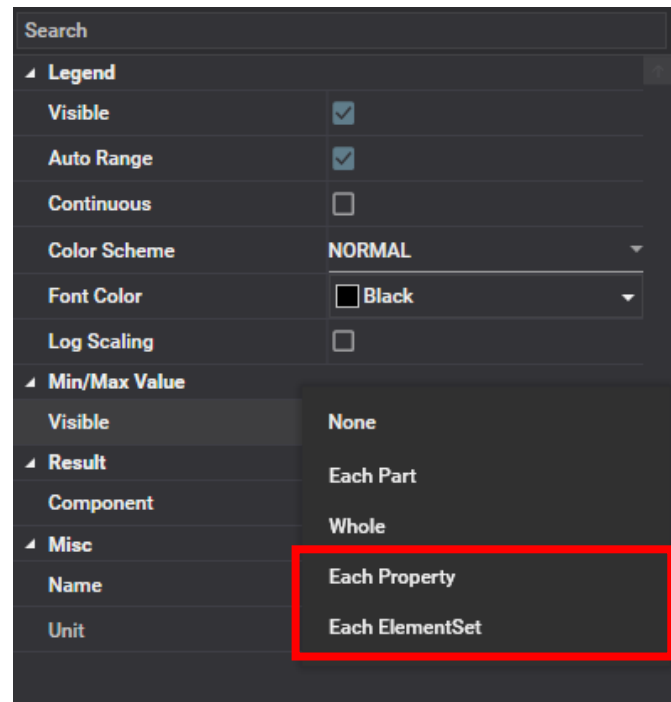 Search
Legend
Visible
Auto Range
Continuous
Color Scheme NORMAL
Font Color Black
Log Scaling
Min/Max Value
Visible None
Result
Each Part
Component
Whole
Misc
Name Each Property
Unit Each ElementSet